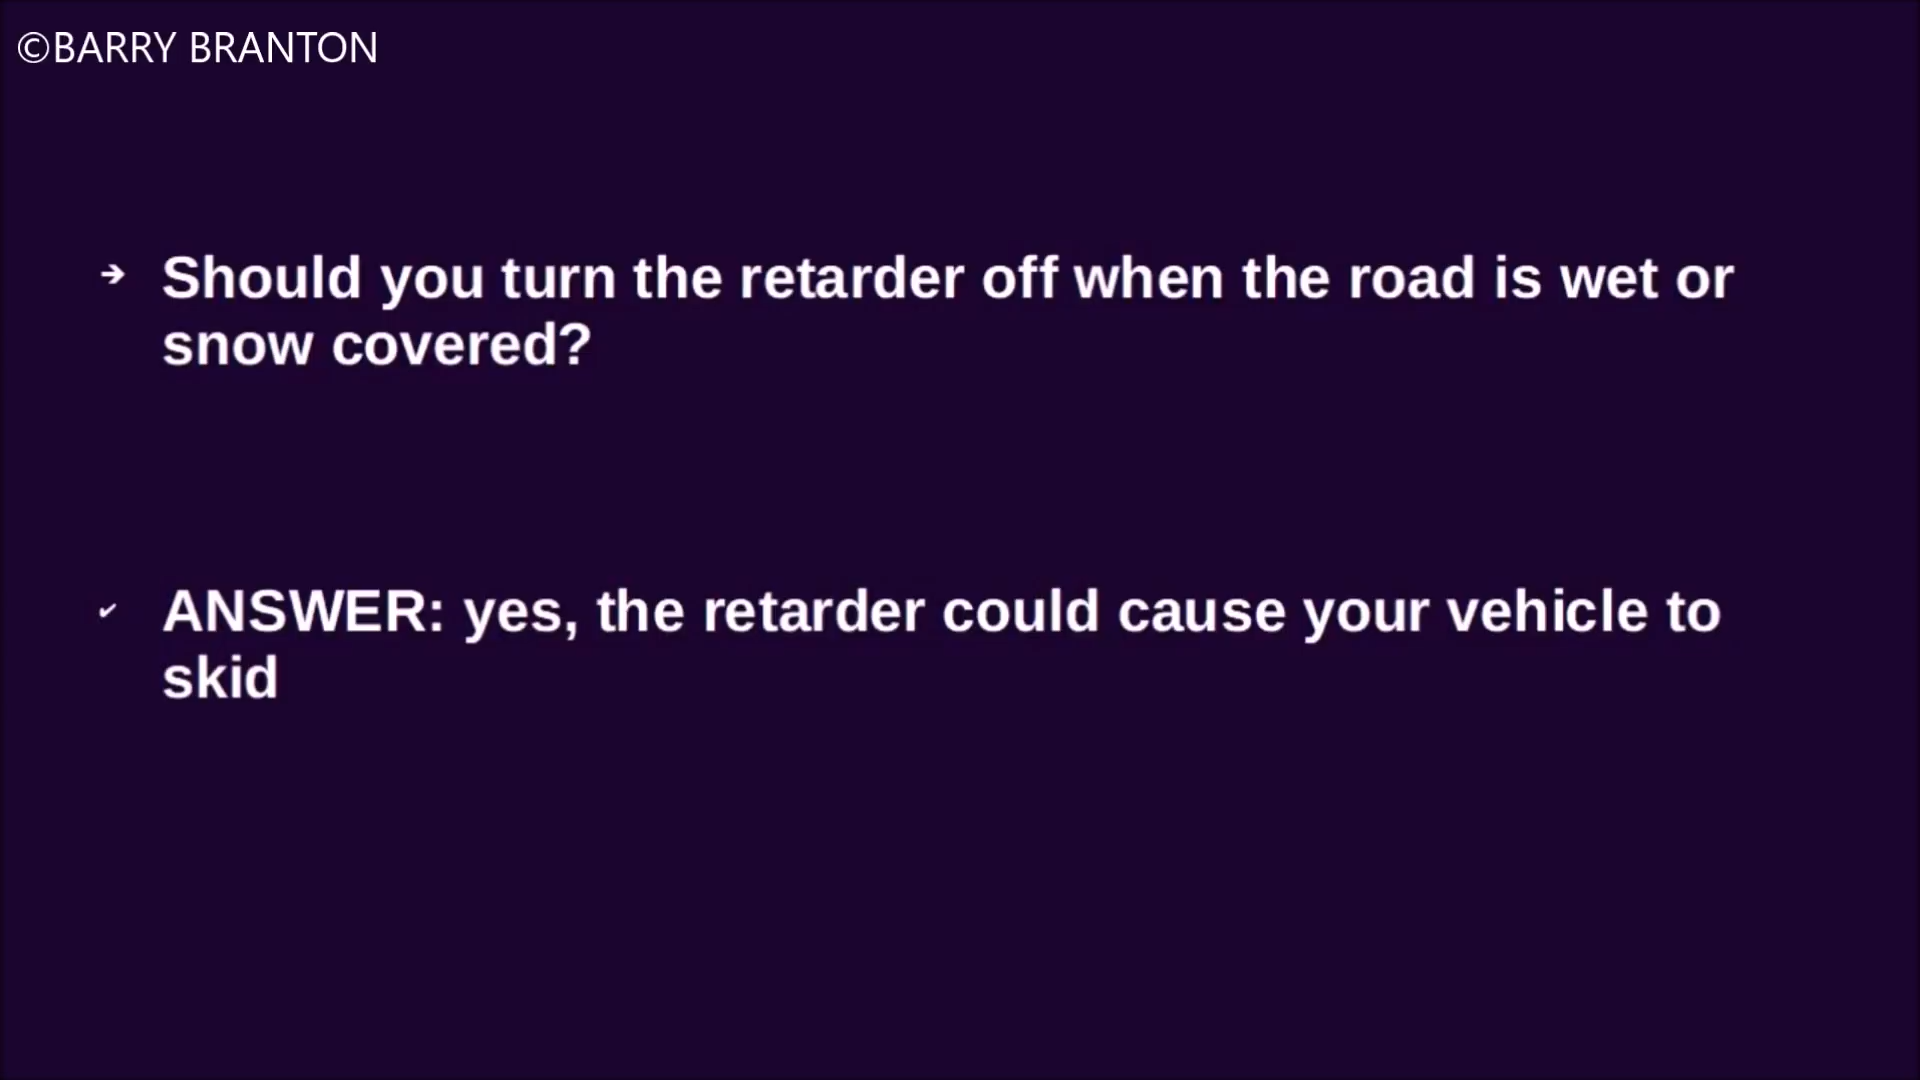 ©BARRY BRANTON
➔ Should you turn the retarder off when the road is wet or
snow covered?
✔ ANSWER: yes, the retarder could cause your vehicle to
skid